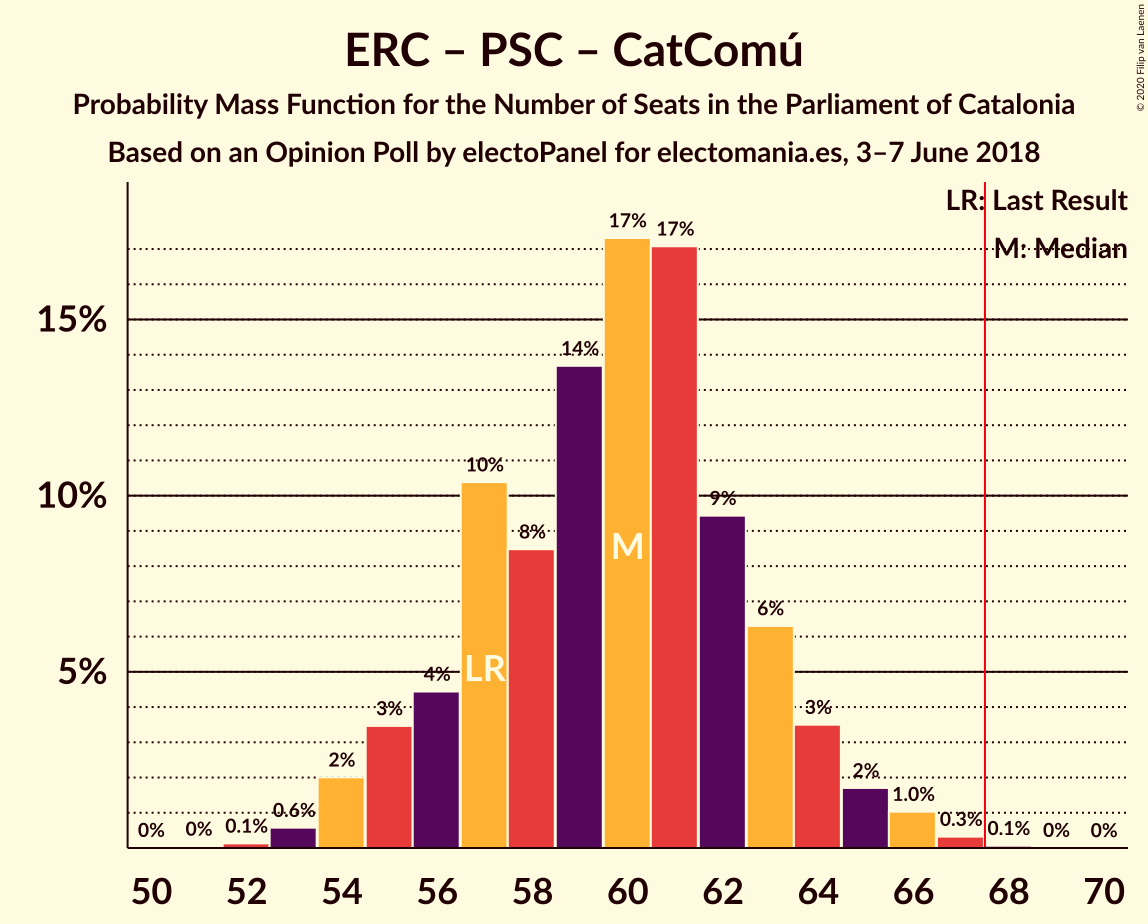 ERC – PSC – CatComú
Probability Mass Function for the Number of Seats in the Parliament of Catalonia
Based on an Opinion Poll by electoPanel for electomania.es, 3–7 June 2018
© 2020 Filip van Laenen
LR: Last Result
M: Median
15%
10%
5%
0% 0% 0.1% 0.6% 2% 3% 4% 10% 8% 14% 17% 17% 9% 6% 3% 2% 1.0% 0.3% 0.1% 0% 0%
LR
M
50 52 54 56 58 60 62 64 66 68 70